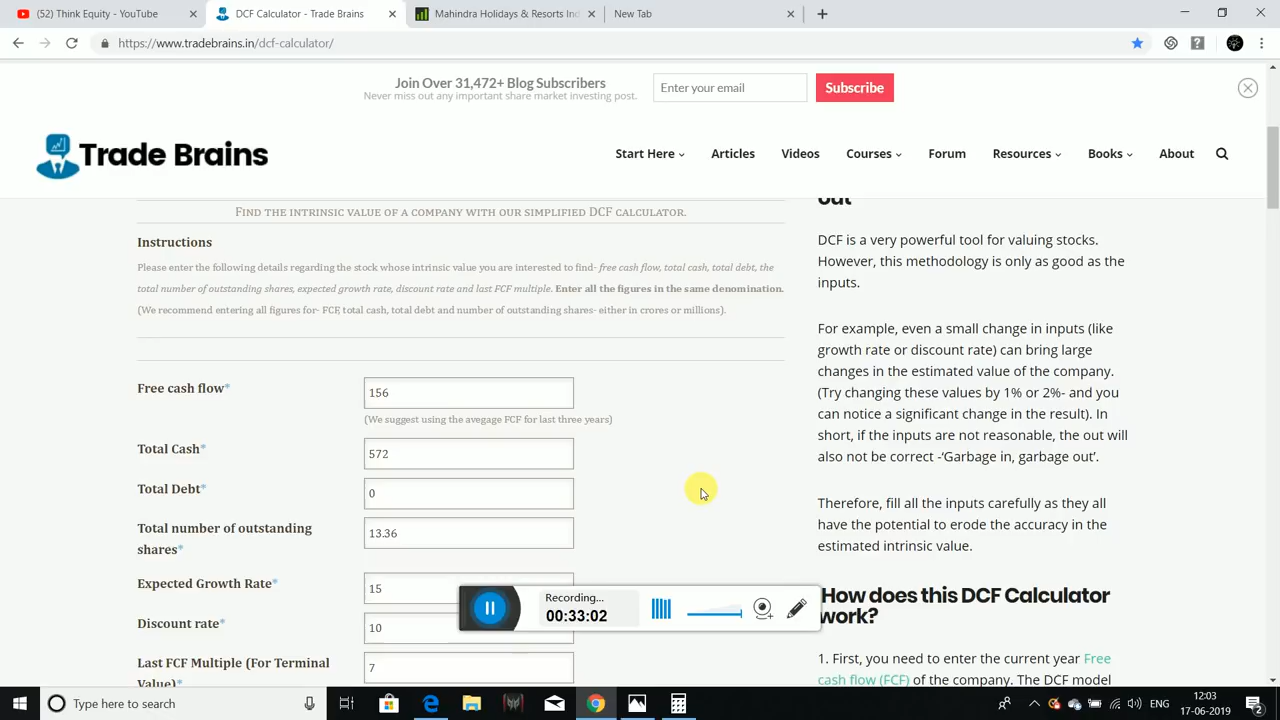 (52) Think Equity - YouTube
DCF Calculator - Trade Brains
Mahindra Holidays & Resorts Ind
New Tab
https://www.tradebrains.in/dcf-calculator/
Join Over 31,472+ Blog Subscribers
Never miss out any important share market investing post.
Enter your email
Subscribe
Trade Brains
Start Here
Articles
Videos
Courses
Forum
Resources
Books
About
FIND THE INTRINSIC VALUE OF A COMPANY WITH OUR SIMPLIFIED DCF CALCULATOR.
Instructions
Please enter the following details regarding the stock whose intrinsic value you are interested to find- free cash flow, total cash, total debt, the
total number of outstanding shares, expected growth rate, discount rate and last FCF multiple. Enter all the figures in the same denomination.
(We recommend entering all figures for- FCF, total cash, total debt and number of outstanding shares- either in crores or millions).
Free cash flow*
156
(We suggest using the avegage FCF for last three years)
Total Cash*
572
Total Debt*
0
Total number of outstanding
shares*
13.36
Expected Growth Rate*
15
Discount rate*
10
Last FCF Multiple (For Terminal
Value)*
7
out
DCF is a very powerful tool for valuing stocks.
However, this methodology is only as good as the
inputs.
For example, even a small change in inputs (like
growth rate or discount rate) can bring large
changes in the estimated value of the company.
(Try changing these values by 1% or 2%- and you
can notice a significant change in the result). In
short, if the inputs are not reasonable, the out will
also not be correct -‘Garbage in, garbage out’.
Therefore, fill all the inputs carefully as they all
have the potential to erode the accuracy in the
estimated intrinsic value.
How does this DCF Calculator
work?
1. First, you need to enter the current year Free
cash flow (FCF) of the company. The DCF model
Recording...
00:33:02
Type here to search
ENG
12:03
17-06-2019
2